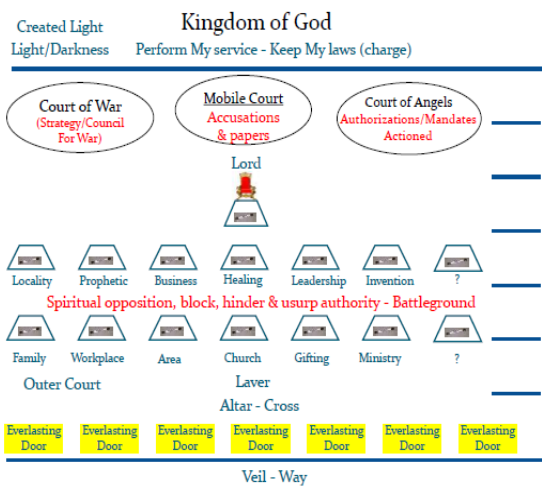 Created Light
Kingdom of God
Light/Darkness
Perform My service - Keep My laws (charge)
Court of War
(Strategy/Council
For War)
Mobile Court
Accusations
& papers
Court of Angels
Authorizations/Mandates
Actioned
Lord
Locality Prophetic Business Healing Leadership Invention ?
Spiritual opposition, block, hinder & usurp authority - Battleground
Family Workplace Area Church Gifting Ministry ?
Outer Court
Laver
Altar - Cross
Everlasting Everlasting Everlasting Everlasting Everlasting Everlasting Everlasting
Door Door Door Door Door Door Door
Veil - Way